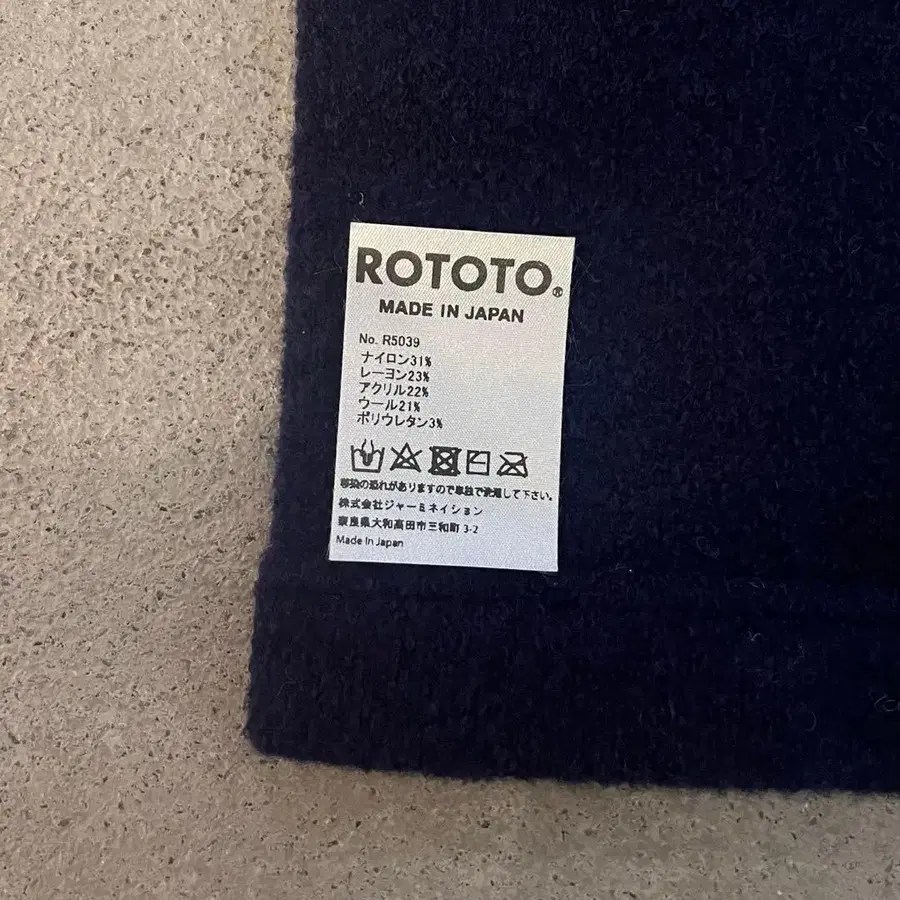 ROTOTO®
MADE IN JAPAN
No. R5039
ナイロン31%
レーヨン23%
アクリル22%
ウール21%
ポリウレタン3%
移染の恐れがありますので単独で洗濯して下さい。
株式会社ジャーミネイション
奈良県大和高田市三和町 3-2
Made In Japan